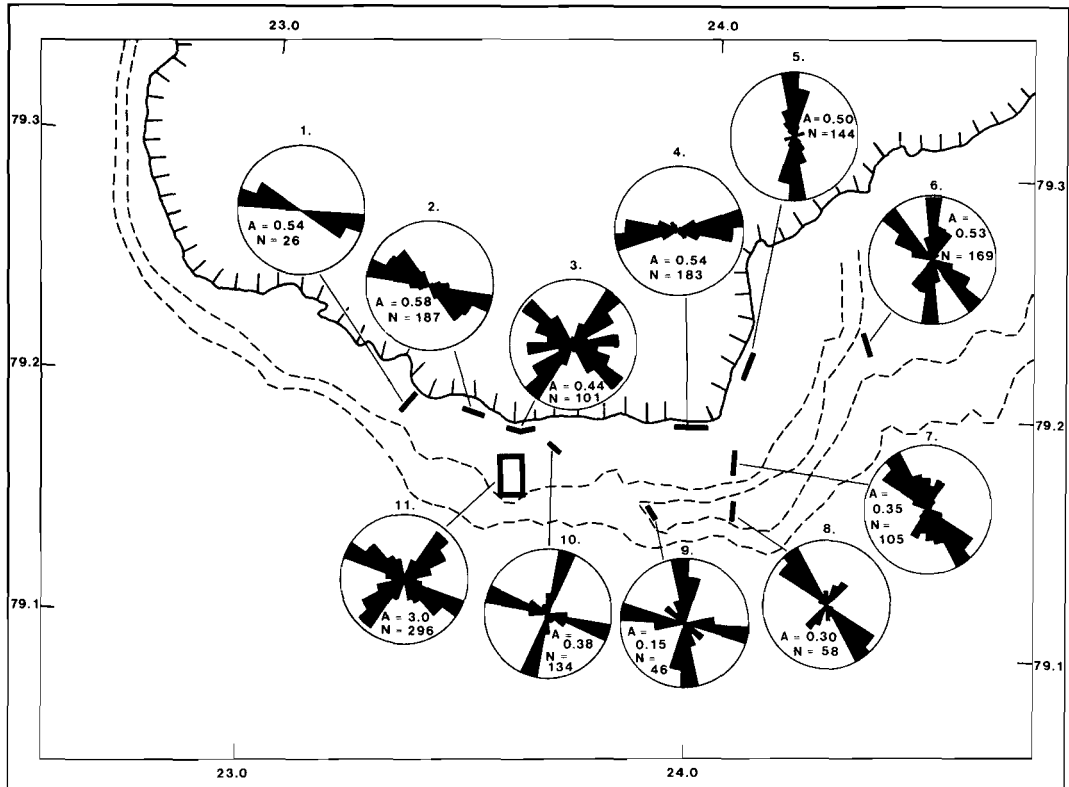 23.0
24.0
79.3
79.3
79.2
79.2
79.1
79.1
23.0
24.0
1.
A = 0.54
N = 26
2.
A = 0.58
N = 187
3.
A = 0.44
N = 101
4.
A = 0.54
N = 183
5.
A = 0.50
N = 144
6.
A =
0.53
N = 169
7.
A =
0.35
N =
105
8.
A = 0.30
N = 58
9.
A =
0.15
N =
46
10.
A =
0.38
N =
134
11.
A = 3.0
N = 296